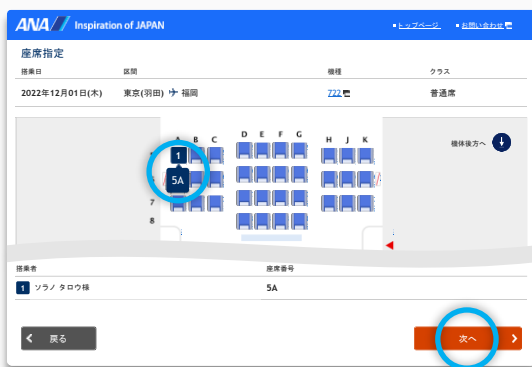 ANA Inspiration of JAPAN
トップページ お問い合わせ
座席指定
搭乗日 区間 機種 クラス
2022年12月01日(木) 東京(羽田) 福岡 722 普通席
A B C D E F G H J K
機体後方へ
1
5A
7
8
搭乗者 座席番号
1 ソラノ タロウ様 5A
戻る 次へ